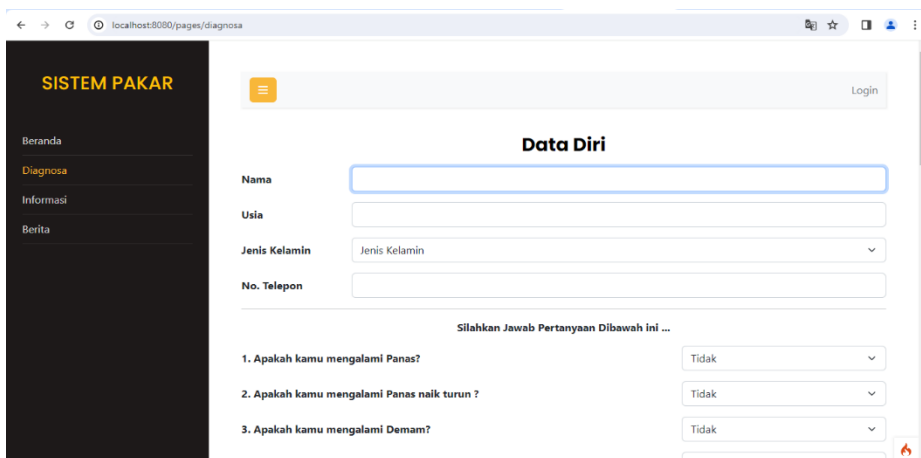 localhost:8080/pages/diagnosa
SISTEM PAKAR
Login
Beranda
Diagnosa
Informasi
Berita
Data Diri
Nama
Usia
Jenis Kelamin Jenis Kelamin
No. Telepon
Silahkan Jawab Pertanyaan Dibawah ini ...
1. Apakah kamu mengalami Panas? Tidak
2. Apakah kamu mengalami Panas naik turun ? Tidak
3. Apakah kamu mengalami Demam? Tidak